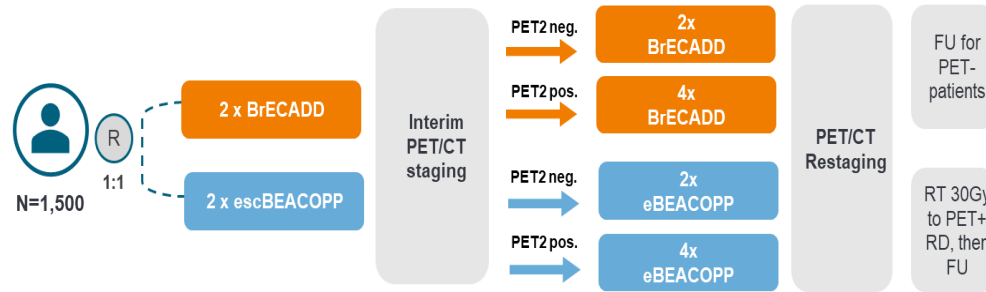 N=1,500
R
1:1
2 x BrECADD
2 x escBEACOPP
Interim
PET/CT
staging
PET2 neg.
2x
BrECADD
PET2 pos.
4x
BrECADD
PET2 neg.
2x
eBEACOPP
PET2 pos.
4x
eBEACOPP
PET/CT
Restaging
FU for
PET-
patients
RT 30Gy
to PET+
RD, then
FU